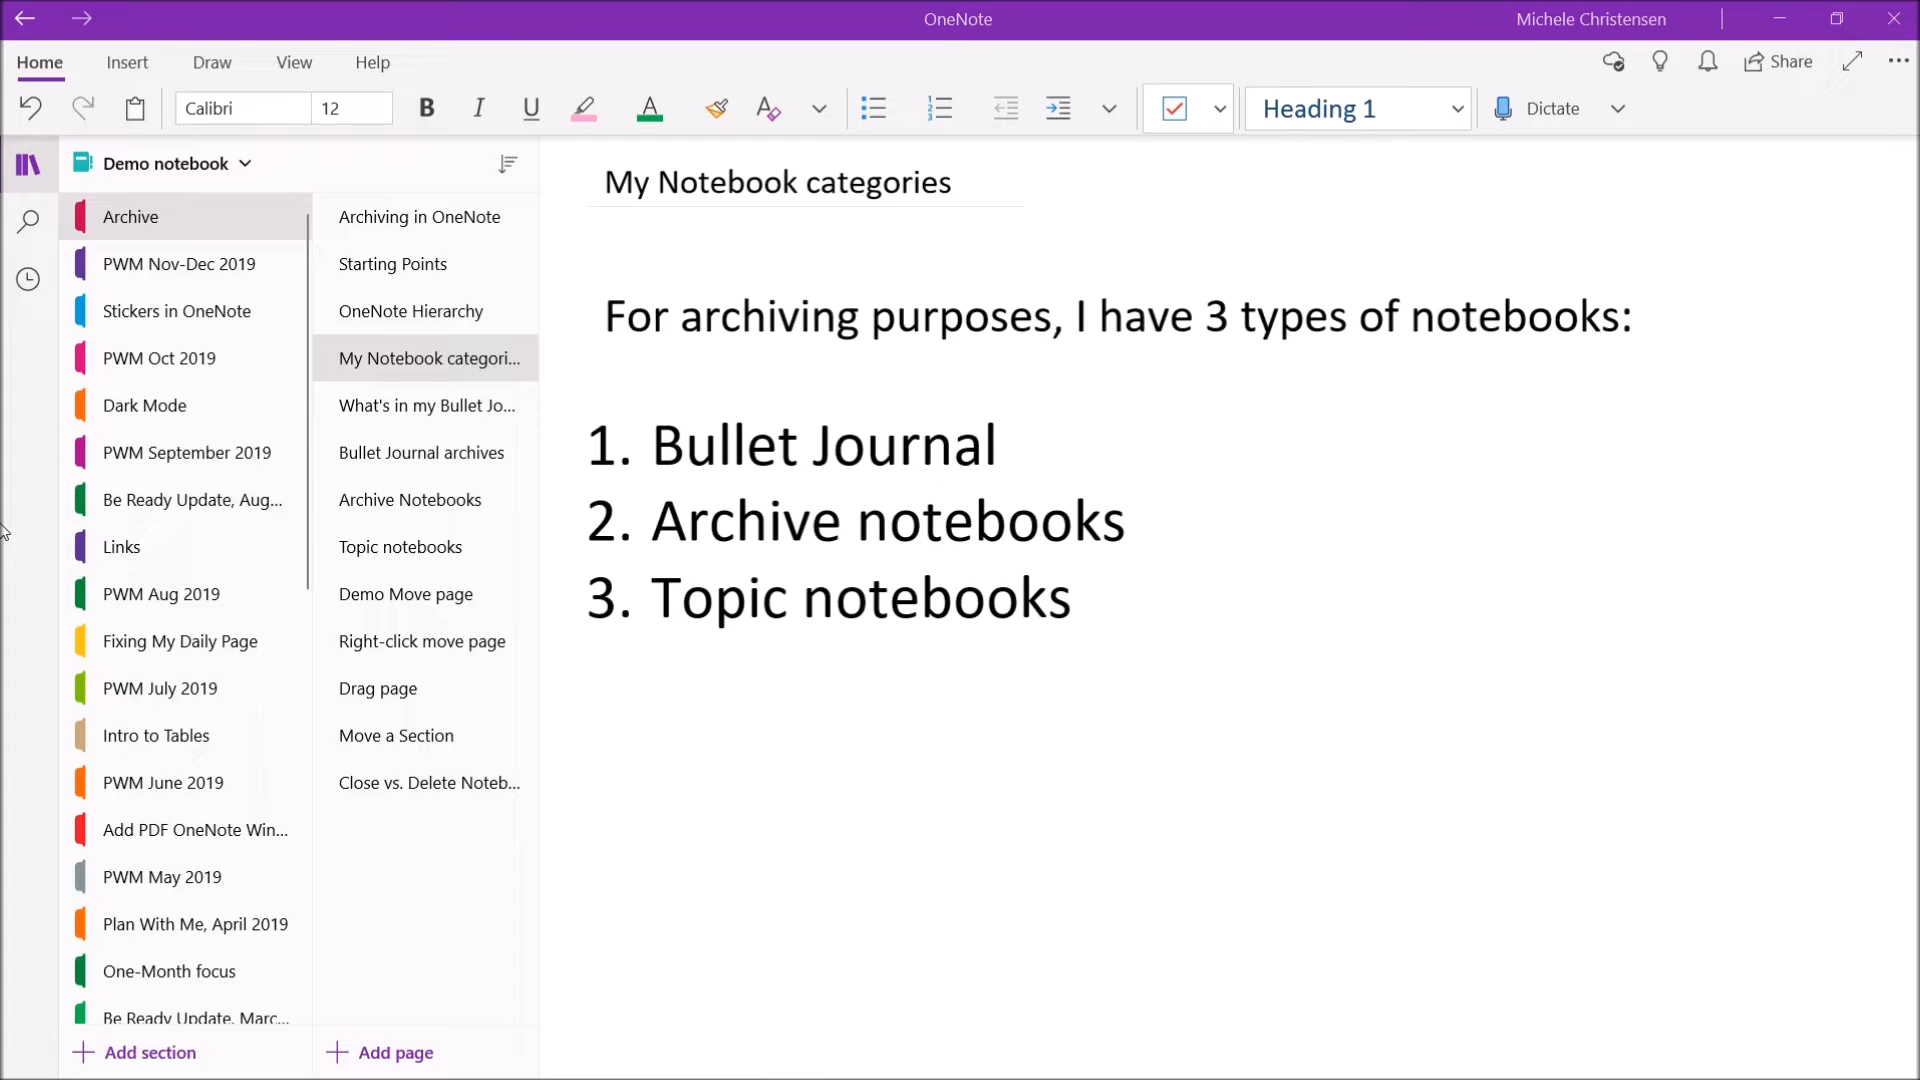 OneNote
Michele Christensen
Home
Insert
Draw
View
Help
Share
Calibri
12
B
I
U
A
A
Heading 1
Dictate
Demo notebook
Archive
PWM Nov-Dec 2019
Stickers in OneNote
PWM Oct 2019
Dark Mode
PWM September 2019
Be Ready Update, Aug...
Links
PWM Aug 2019
Fixing My Daily Page
PWM July 2019
Intro to Tables
PWM June 2019
Add PDF OneNote Win...
PWM May 2019
Plan With Me, April 2019
One-Month focus
Be Ready Update, Marc...
Add section
Archiving in OneNote
Starting Points
OneNote Hierarchy
My Notebook categori...
What's in my Bullet Jo...
Bullet Journal archives
Archive Notebooks
Topic notebooks
Demo Move page
Right-click move page
Drag page
Move a Section
Close vs. Delete Noteb...
Add page
My Notebook categories
For archiving purposes, I have 3 types of notebooks:
1. Bullet Journal
2. Archive notebooks
3. Topic notebooks